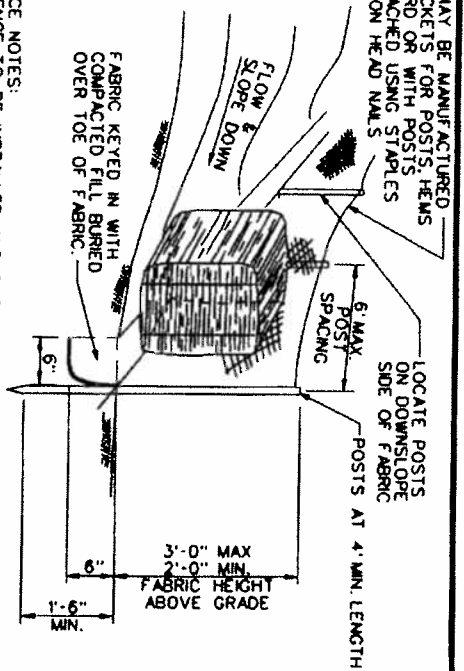 MAY BE MANUFACTURED
CKETS FOR POSTS, HEMS
RD OR WITH POSTS
ACHED USING STAPLES
ON HEAD NAILS
LOCATE POSTS
ON DOWNSLOPE
SIDE OF FABRIC
POSTS AT 4' MIN. LENGTH
6' MAX.
POST
SPACING
FLOW &
SLOPE DOWN
FABRIC KEYED IN WITH
COMPACTED FILL BURIED
OVER TOE OF FABRIC.
6"
3'-0" MAX
2'-0" MIN.
FABRIC HEIGHT
ABOVE GRADE
6"
1'-6"
MIN.
CE NOTES: